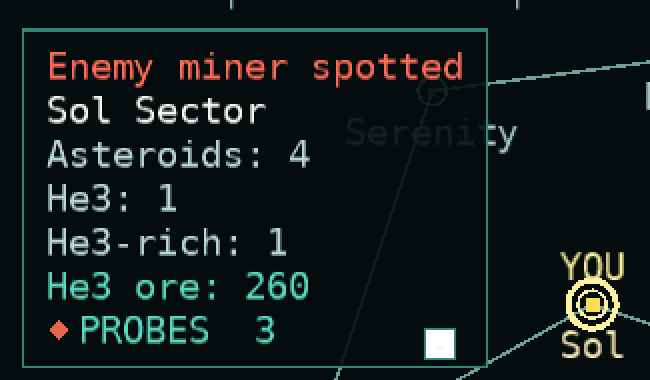 Enemy miner spotted
Sol Sector
Asteroids: 4
He3: 1
He3-rich: 1
He3 ore: 260
PROBES 3
Serenity
YOU
Sol